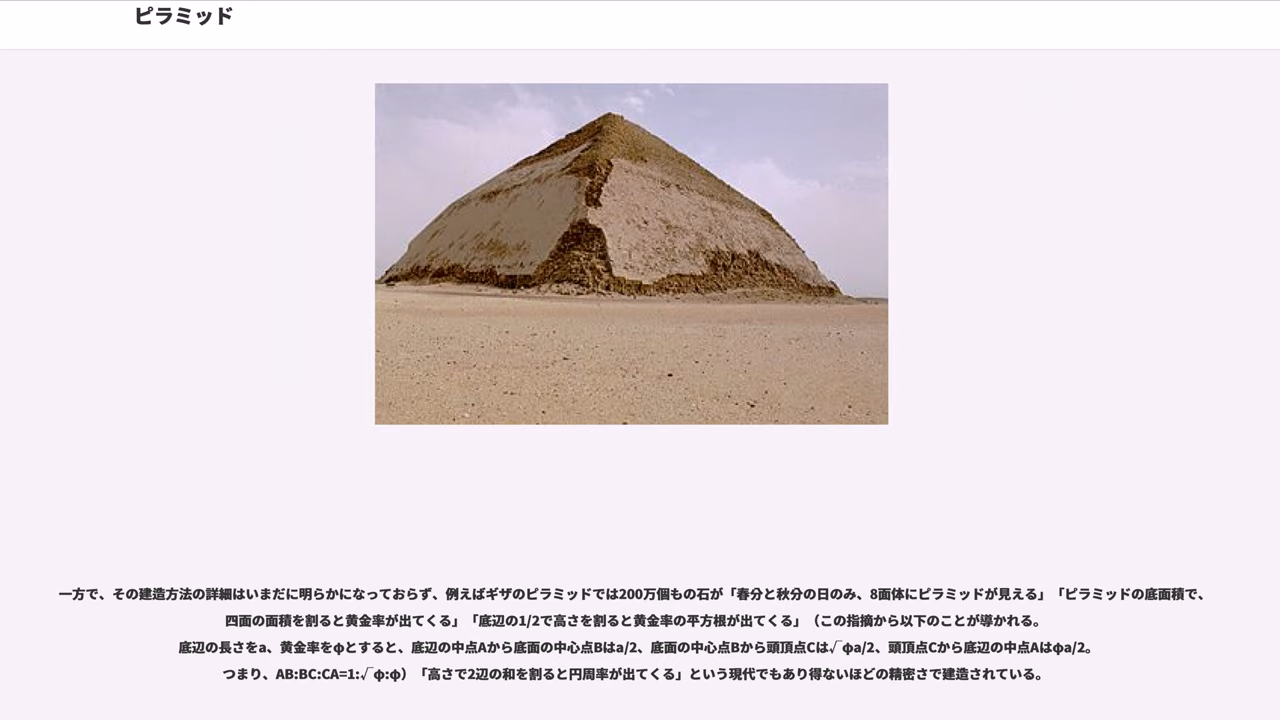 ピラミッド
一方で、その建造方法の詳細はいまだに明らかになっておらず、例えばギザのピラミッドでは200万個もの石が「春分と秋分の日のみ、8面体にピラミッドが見える」「ピラミッドの底面積で、
四面の面積を割ると黄金率が出てくる」「底辺の1/2で高さを割ると黄金率の平方根が出てくる」（この指摘から以下のことが導かれる。
底辺の長さをa、黄金率をφとすると、底辺の中点Aから底面の中心点Bはa/2、底面の中心点Bから頭頂点Cは√φa/2、頭頂点Cから底辺の中点Aはφa/2。
つまり、AB:BC:CA=1:√φ:φ）「高さで2辺の和を割ると円周率が出てくる」という現代でもあり得ないほどの精密さで建造されている。